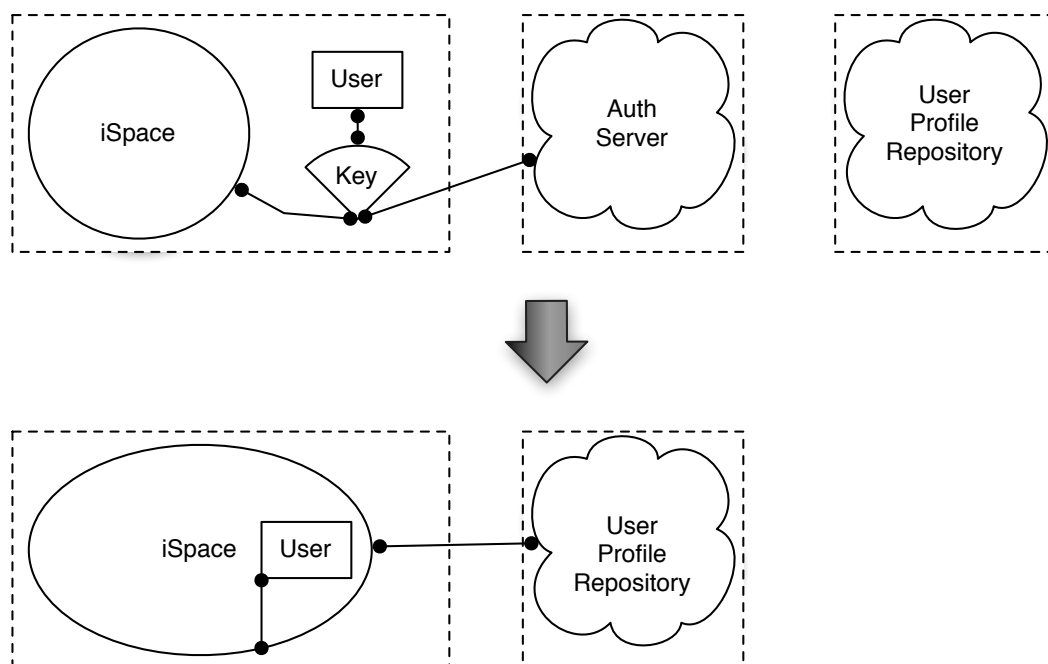 iSpace
User
Key
Auth
Server
User
Profile
Repository
iSpace
User
User
Profile
Repository